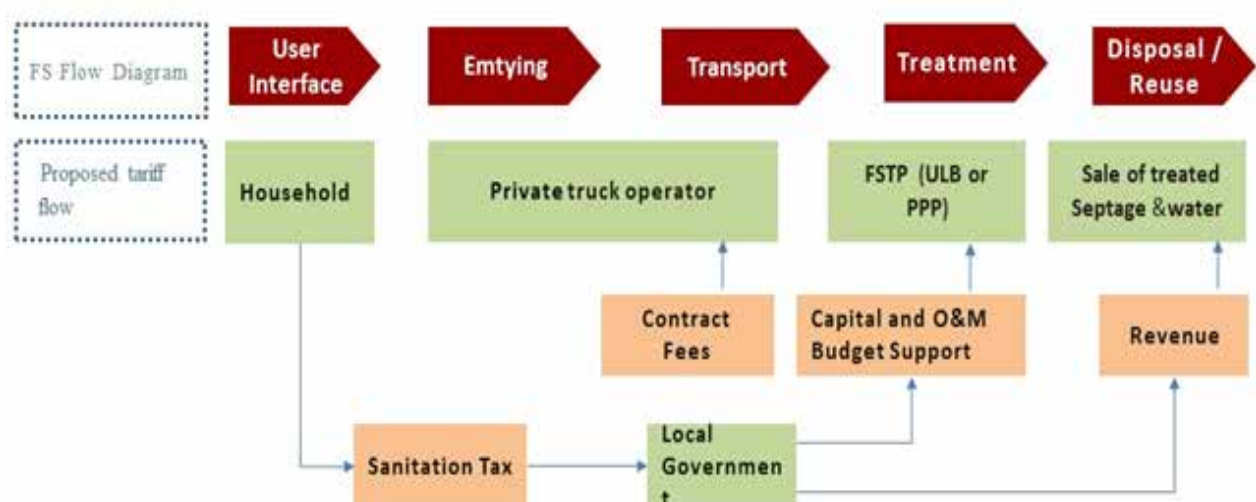 FS Flow Diagram
User
Interface
Emtying
Transport
Treatment
Disposal /
Reuse
Proposed tariff
flow
Household
Private truck operator
FSTP (ULB or
PPP)
Sale of treated
Septage &water
Contract
Fees
Capital and O&M
Budget Support
Revenue
Sanitation Tax
Local
Governmen
t